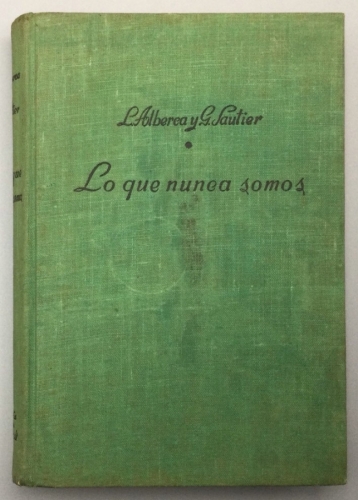 L. Alberca y G. Sautier
Lo que nunca somos